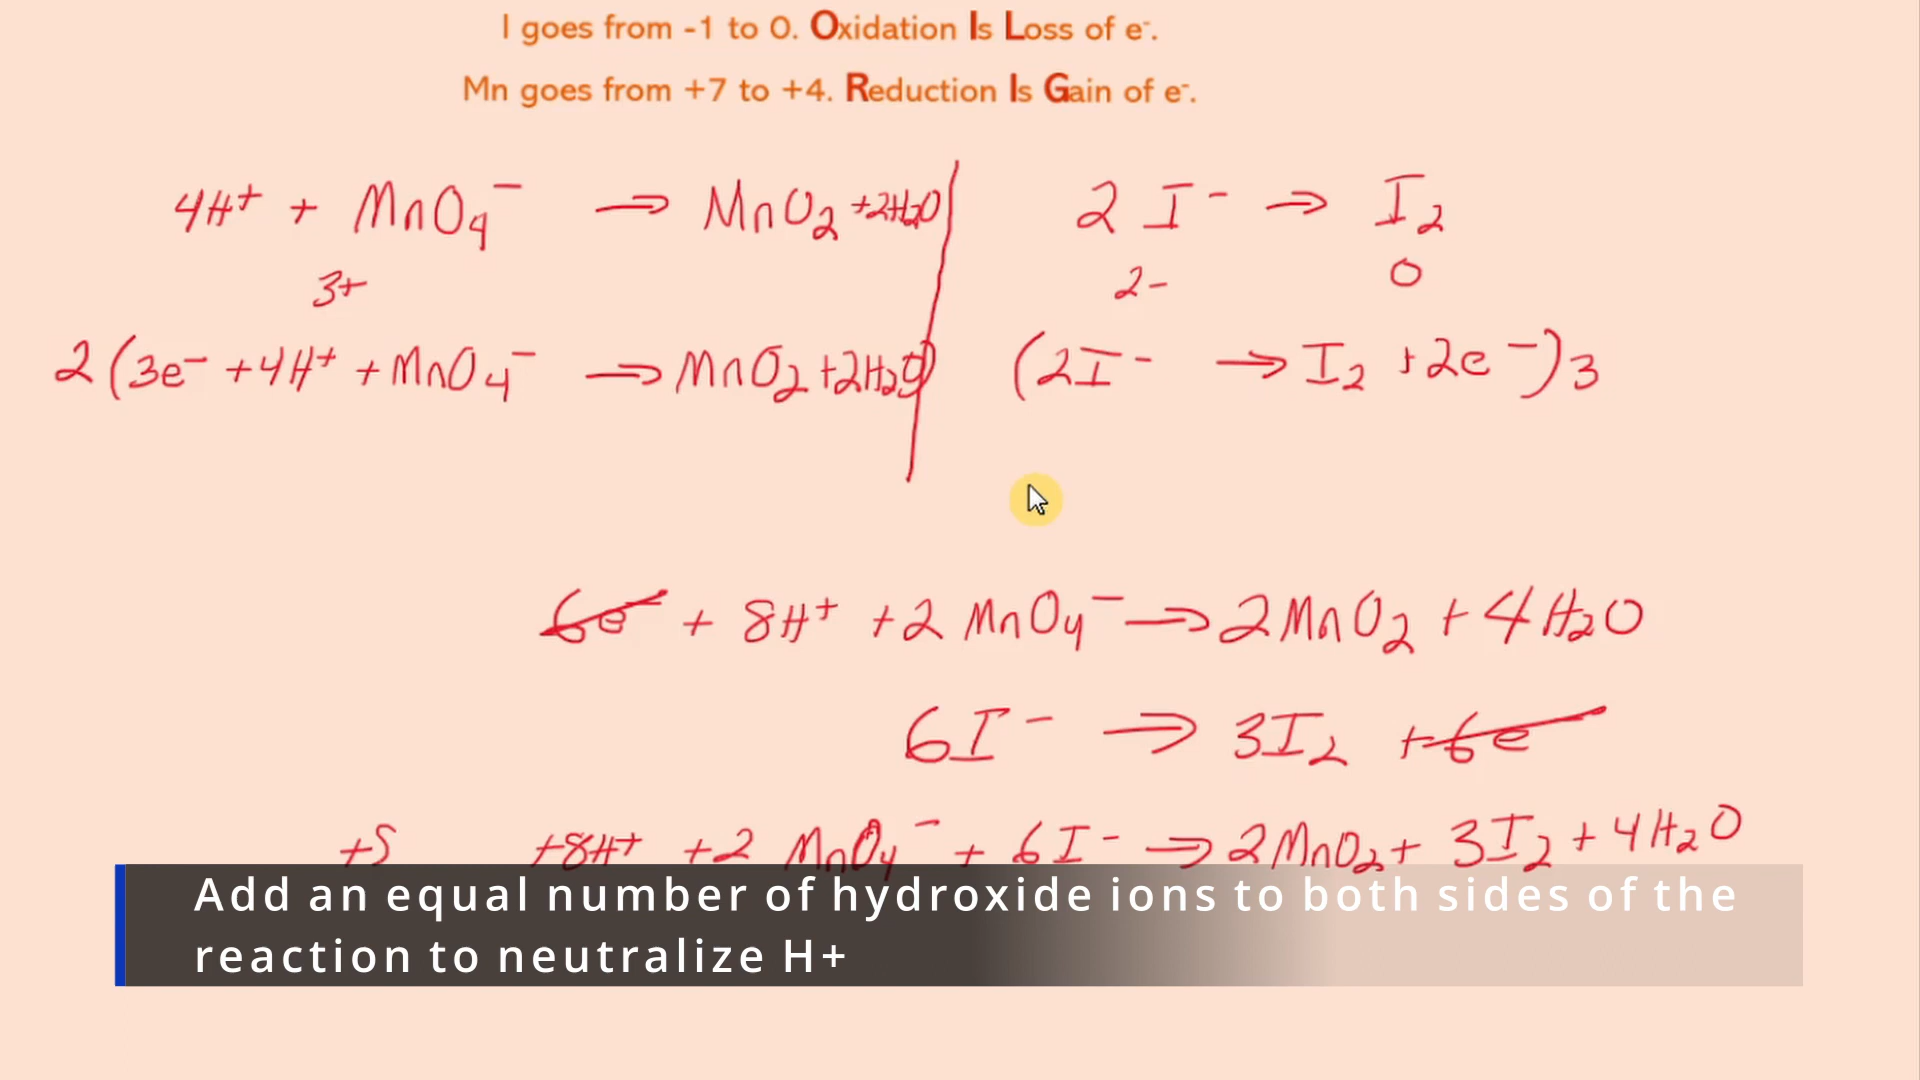 I goes from -1 to 0. Oxidation Is Loss of e⁻.
Mn goes from +7 to +4. Reduction Is Gain of e⁻.
4H⁺ + MnO₄⁻ → MnO₂ +2H₂O
2 I⁻ → I₂
3+
2-
0
2(3e⁻ +4H⁺ +MnO₄⁻ → MnO₂ +2H₂O)
(2I⁻ → I₂ +2e⁻)3
6e⁻ + 8H⁺ +2 MnO₄⁻ → 2MnO₂ + 4H₂O
6I⁻ → 3I₂ +6e
+5 +8H⁺ +2 MnO₄⁻ + 6I⁻ → 2MnO₂+ 3I₂ + 4H₂O
Add an equal number of hydroxide ions to both sides of the
reaction to neutralize H+